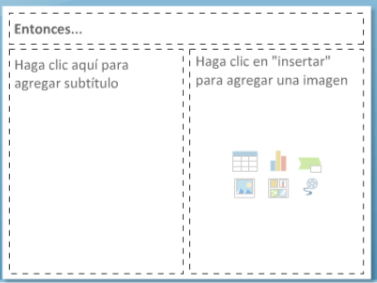 Entonces...
Haga clic aquí para
agregar subtítulo
Haga clic en "insertar"
para agregar una imagen